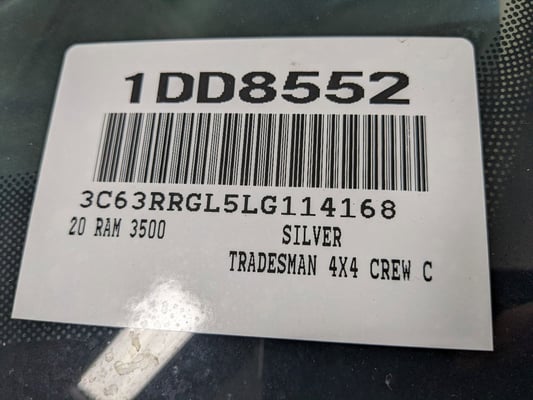 1DD8552
3C63RRGL5LG114168
20 RAM 3500 SILVER
TRADESMAN 4X4 CREW C